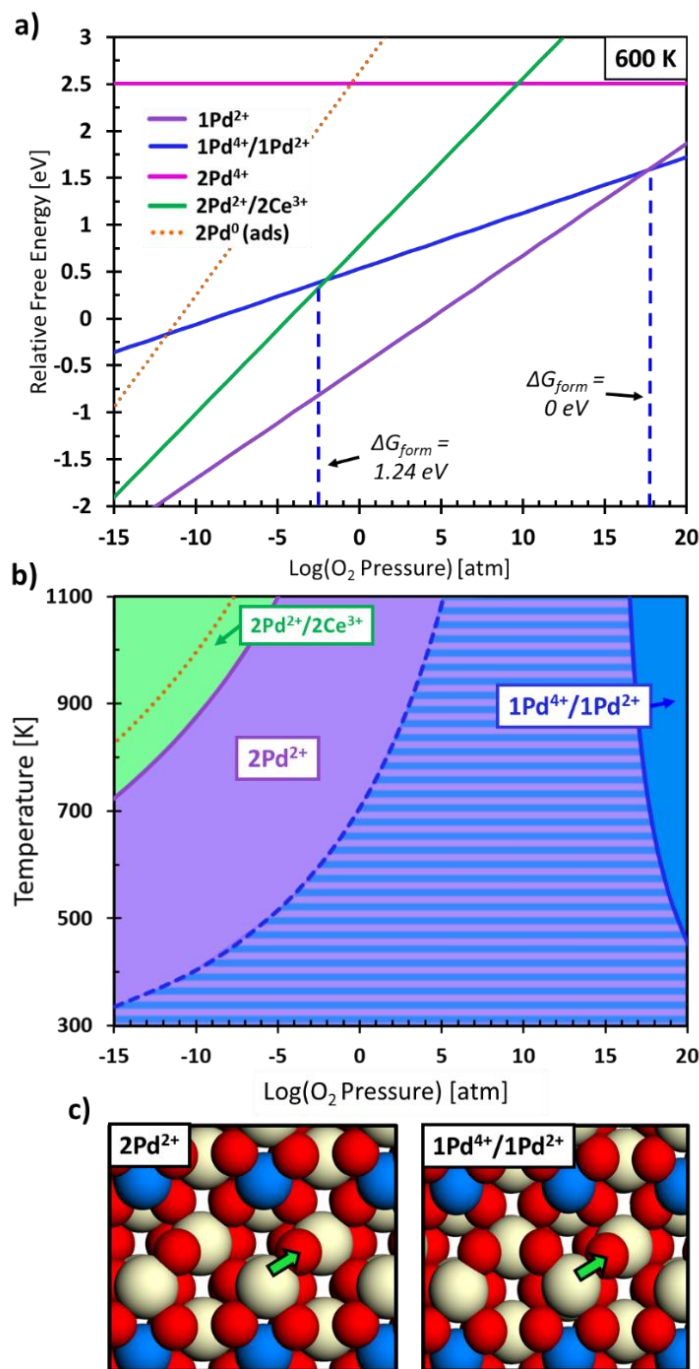 a)
3
2.5
2
1.5
1
0.5
0
-0.5
-1
-1.5
-2
Relative Free Energy [eV]
600 K
1Pd²⁺
1Pd⁴⁺/1Pd²⁺
2Pd⁴⁺
2Pd²⁺/2Ce³⁺
2Pd⁰ (ads)
ΔG_form =
0 eV
ΔG_form =
1.24 eV
-15 -10 -5 0 5 10 15 20
Log(O₂ Pressure) [atm]
b)
1100
900
700
500
300
Temperature [K]
2Pd²⁺/2Ce³⁺
1Pd⁴⁺/1Pd²⁺
2Pd²⁺
-15 -10 -5 0 5 10 15 20
Log(O₂ Pressure) [atm]
c)
2Pd²⁺
1Pd⁴⁺/1Pd²⁺